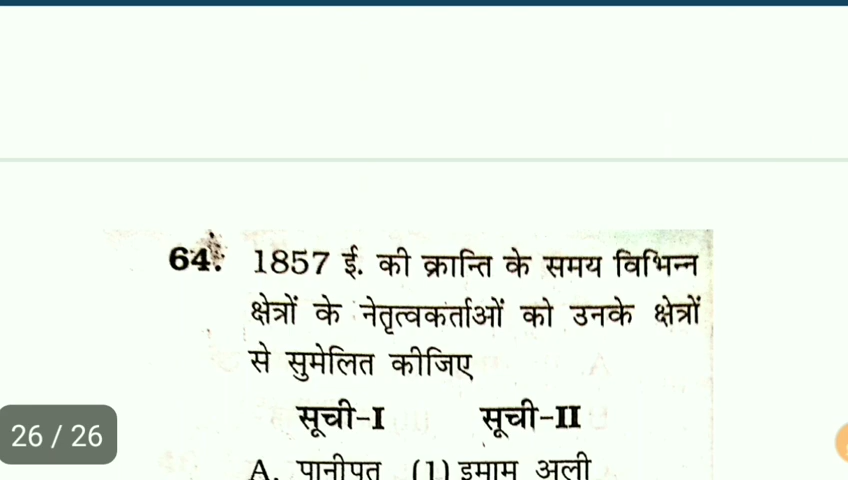 64. 1857 ई. की क्रान्ति के समय विभिन्न
क्षेत्रों के नेतृत्वकर्ताओं को उनके क्षेत्रों
से सुमेलित कीजिए
सूची-I सूची-II
26 / 26
A. पानीपत (1) इमाम अली